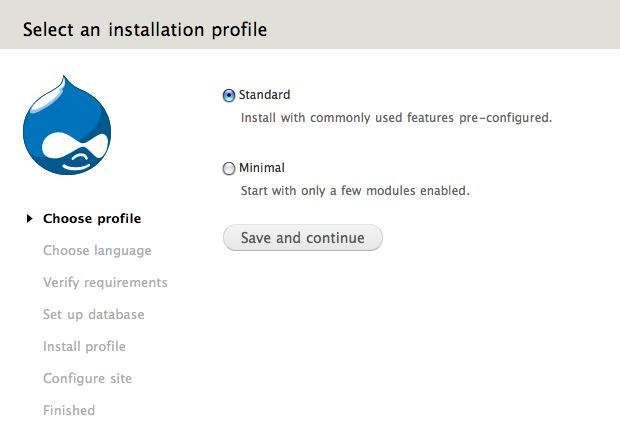 Select an installation profile
Standard
Install with commonly used features pre-configured.
Minimal
Start with only a few modules enabled.
Save and continue
Choose profile
Choose language
Verify requirements
Set up database
Install profile
Configure site
Finished